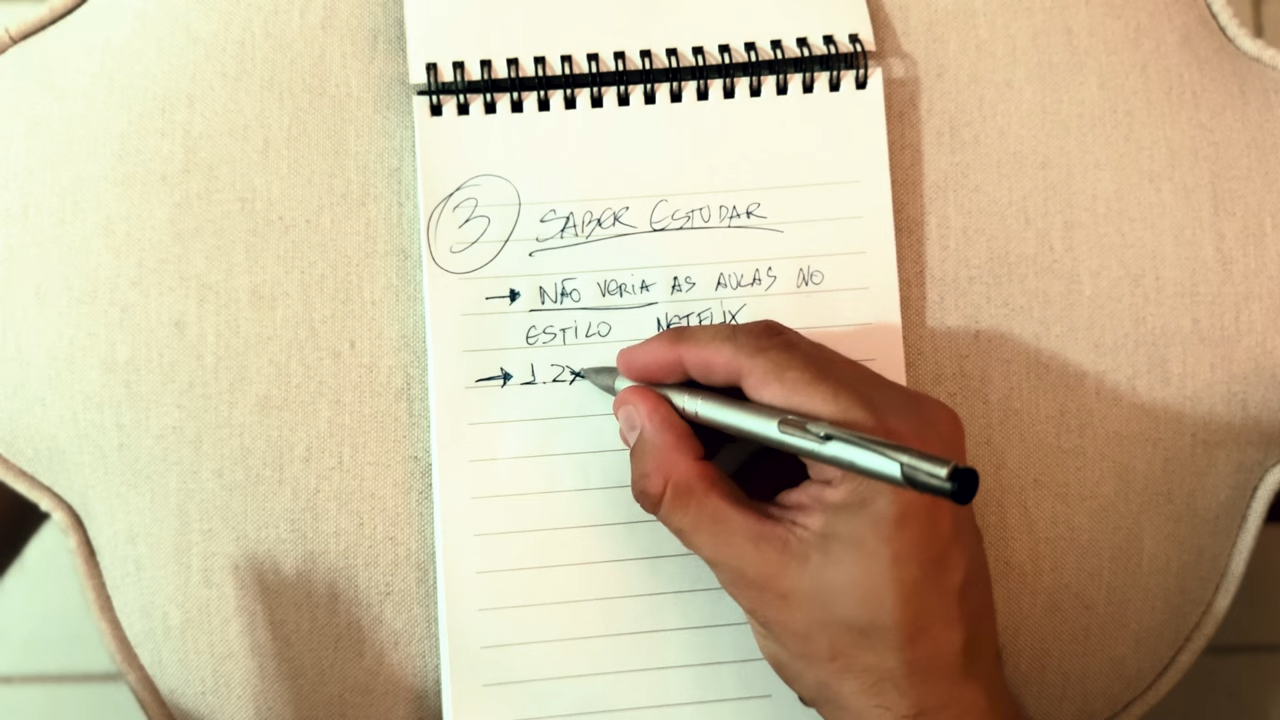 3 SABER ESTUDAR
→ NÃO VERIA AS AULAS NO
ESTILO NETFLIX
→ 1.2x